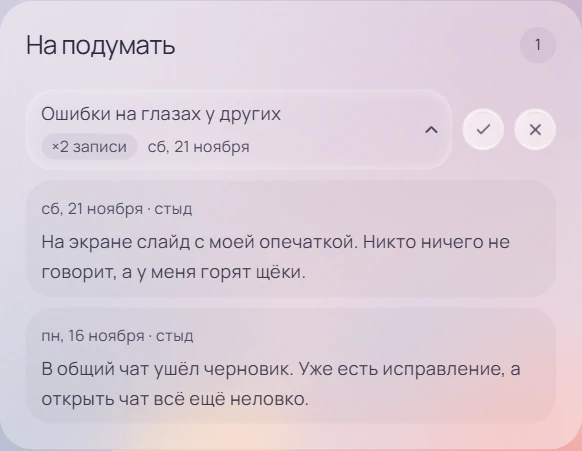 На подумать
1
Ошибки на глазах у других
×2 записи сб, 21 ноября
сб, 21 ноября · стыд
На экране слайд с моей опечаткой. Никто ничего не
говорит, а у меня горят щёки.
пн, 16 ноября · стыд
В общий чат ушёл черновик. Уже есть исправление, а
открыть чат всё ещё неловко.